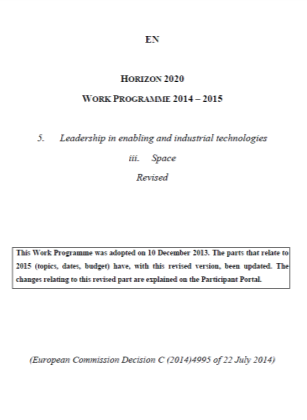 EN
HORIZON 2020
WORK PROGRAMME 2014 – 2015
5. Leadership in enabling and industrial technologies
iii. Space
Revised
This Work Programme was adopted on 10 December 2013. The parts that relate to
2015 (topics, dates, budget) have, with this revised version, been updated. The
changes relating to this revised part are explained on the Participant Portal.
(European Commission Decision C (2014)4995 of 22 July 2014)